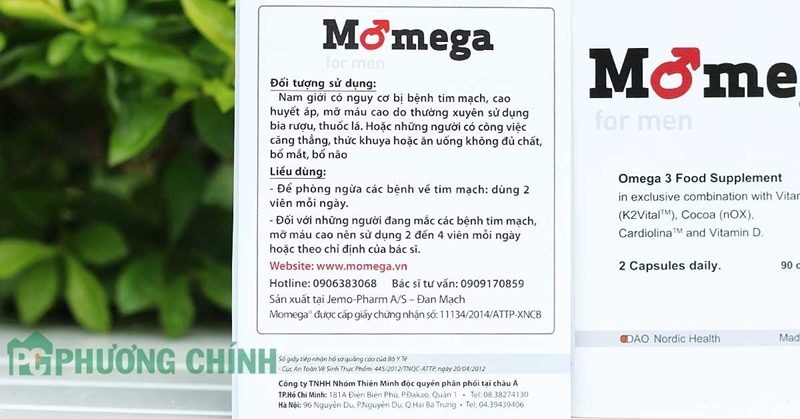 Momega
for men
Đối tượng sử dụng:
Nam giới có nguy cơ bị bệnh tim mạch, cao
huyết áp, mỡ máu cao do thường xuyên sử dụng
bia rượu, thuốc lá. Hoặc những người có công việc
căng thẳng, thức khuya hoặc ăn uống không đủ chất,
bổ mắt, bổ não
Liều dùng:
- Để phòng ngừa các bệnh về tim mạch: dùng 2
viên mỗi ngày.
- Đối với những người đang mắc các bệnh tim mạch,
mỡ máu cao nên sử dụng 2 đến 4 viên mỗi ngày
hoặc theo chỉ định của bác sĩ.
Website: www.momega.vn
Hotline: 0906383068 Bác sĩ tư vấn: 0909170859
Sản xuất tại Jemo-Pharm A/S – Đan Mạch
Momega® được cấp giấy chứng nhận số: 11134/2014/ATTP-XNCB
Số giấy tiếp nhận hồ sơ quảng cáo của Bộ Y Tế
- Cục An Toàn Vệ Sinh Thực Phẩm: 445/2012/TNQC-ATTP, ngày 20/04/2012
Công ty TNHH Nhóm Thiên Minh độc quyền phân phối tại châu Á
TP.Hồ Chí Minh: 181A Điện Biên Phủ, P.Đakao, Quận 1 • Tel: 08.38274130
Hà Nội: 96 Nguyễn Du, P.Nguyễn Du, Q.Hai Bà Trưng • Tel: 04.39439406
Mome
for men
Omega 3 Food Supplement
in exclusive combination with Vita
(K2Vital™), Cocoa (nOX),
Cardiolina™ and Vitamin D.
2 Capsules daily. 90 c
DAO Nordic Health Mad
PC PHƯƠNG CHÍNH